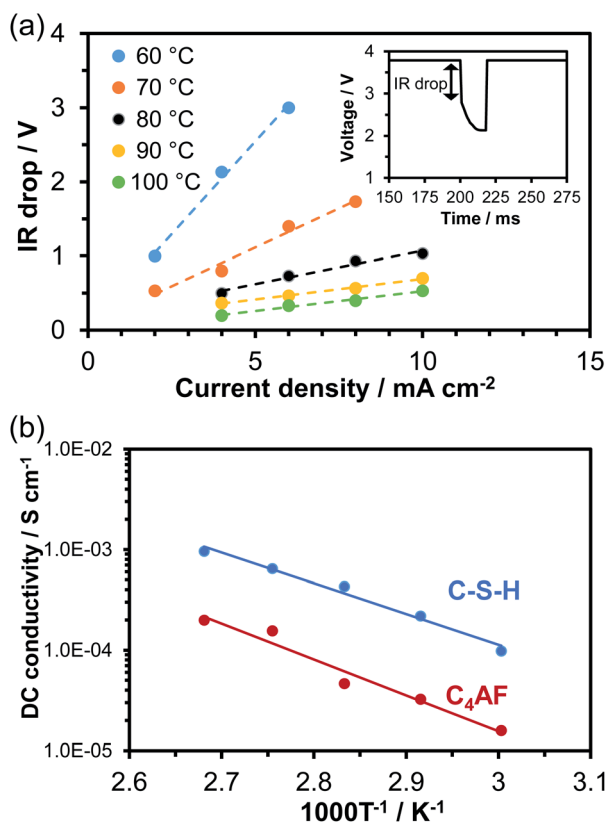 (a)
IR drop / V
4
3
2
1
0
60 °C
70 °C
80 °C
90 °C
100 °C
Voltage / V
4
3
2
1
IR drop
150 175 200 225 250 275
Time / ms
0 5 10 15
Current density / mA cm⁻²
(b)
DC conductivity / S cm⁻¹
1.0E-02
1.0E-03
1.0E-04
1.0E-05
C-S-H
C₄AF
2.6 2.7 2.8 2.9 3 3.1
1000T⁻¹ / K⁻¹